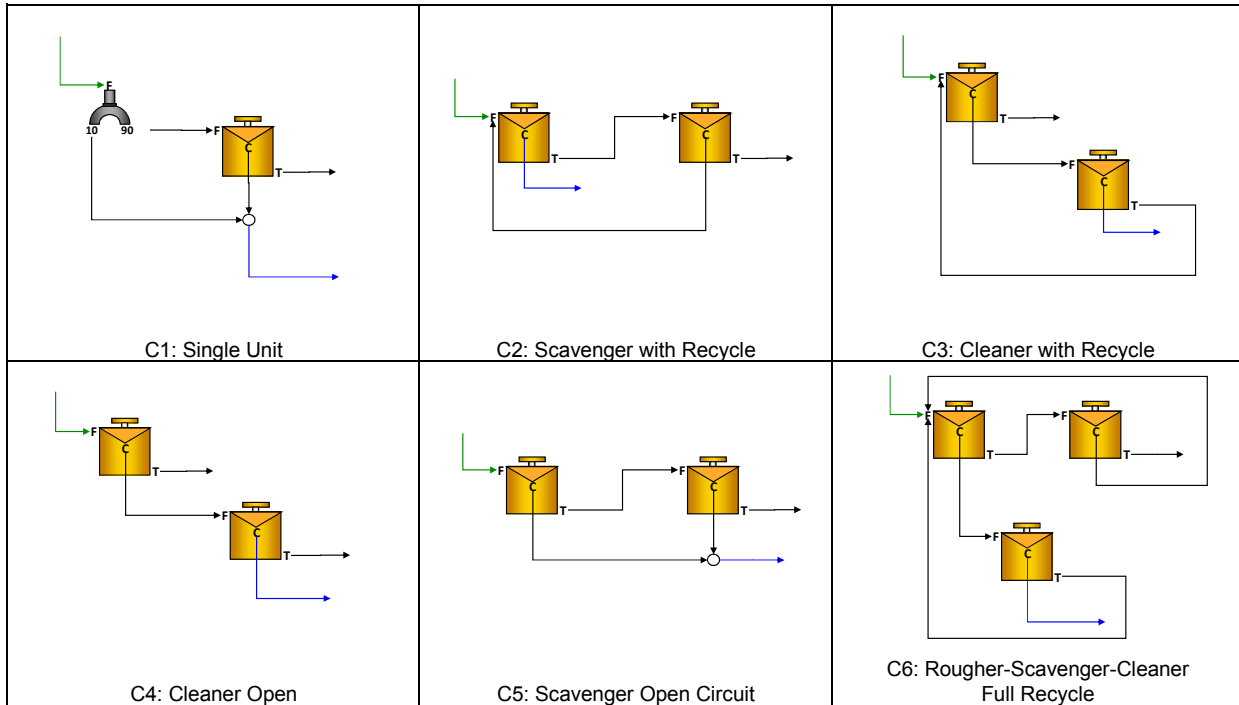 F
10 90
F
C
T
C1: Single Unit
F
C
T
F
C
T
C2: Scavenger with Recycle
F
C
T
F
C
T
C3: Cleaner with Recycle
F
C
T
F
C
T
C4: Cleaner Open
F
C
T
F
C
T
C5: Scavenger Open Circuit
F
C
T
F
C
T
F
C
T
C6: Rougher-Scavenger-Cleaner
Full Recycle